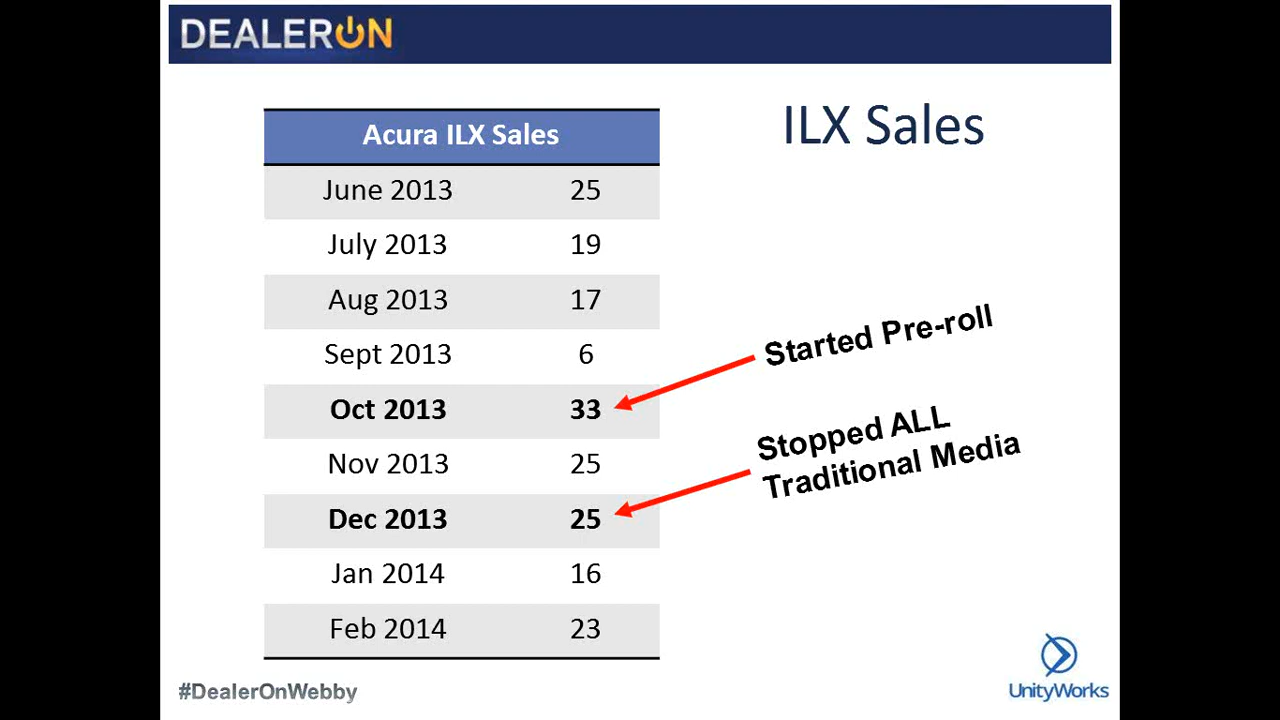 DEALERON
ILX Sales
Acura ILX Sales
June 2013 25
July 2013 19
Aug 2013 17
Sept 2013 6
Oct 2013 33
Nov 2013 25
Dec 2013 25
Jan 2014 16
Feb 2014 23
Started Pre-roll
Stopped ALL
Traditional Media
#DealerOnWebby
UnityWorks